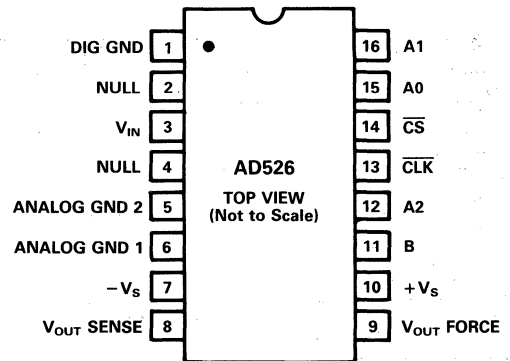 DIG GND 1
NULL 2
VIN 3
NULL 4
ANALOG GND 2 5
ANALOG GND 1 6
−VS 7
VOUT SENSE 8
AD526
TOP VIEW
(Not to Scale)
16 A1
15 A0
14 C̅S̅
13 C̅L̅K̅
12 A2
11 B
10 +VS
9 VOUT FORCE